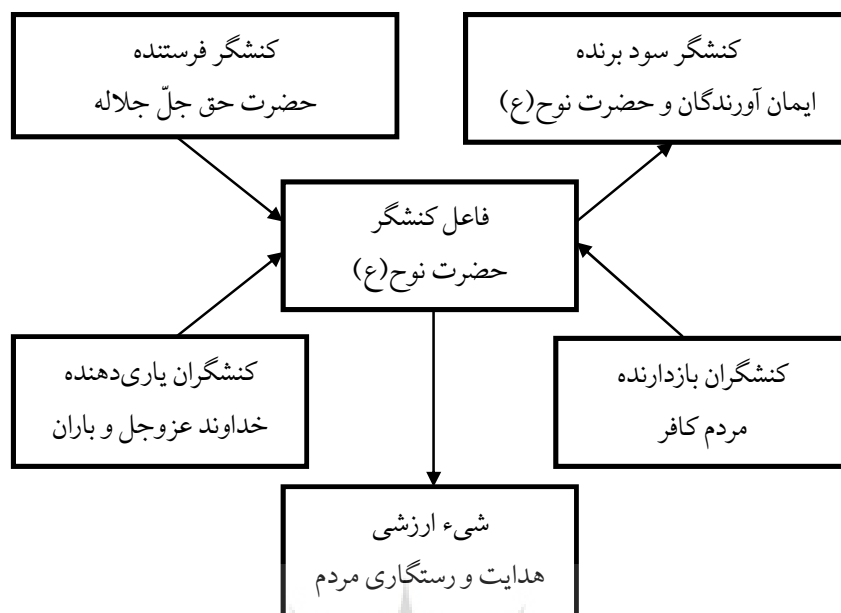 کنشگر فرستنده
حضرت حق جلّ جلاله
کنشگر سود برنده
ایمان آورندگان و حضرت نوح(ع)
فاعل کنشگر
حضرت نوح(ع)
کنشگران یاری‌دهنده
خداوند عزوجل و باران
کنشگران بازدارنده
مردم کافر
شیء ارزشی
هدایت و رستگاری مردم